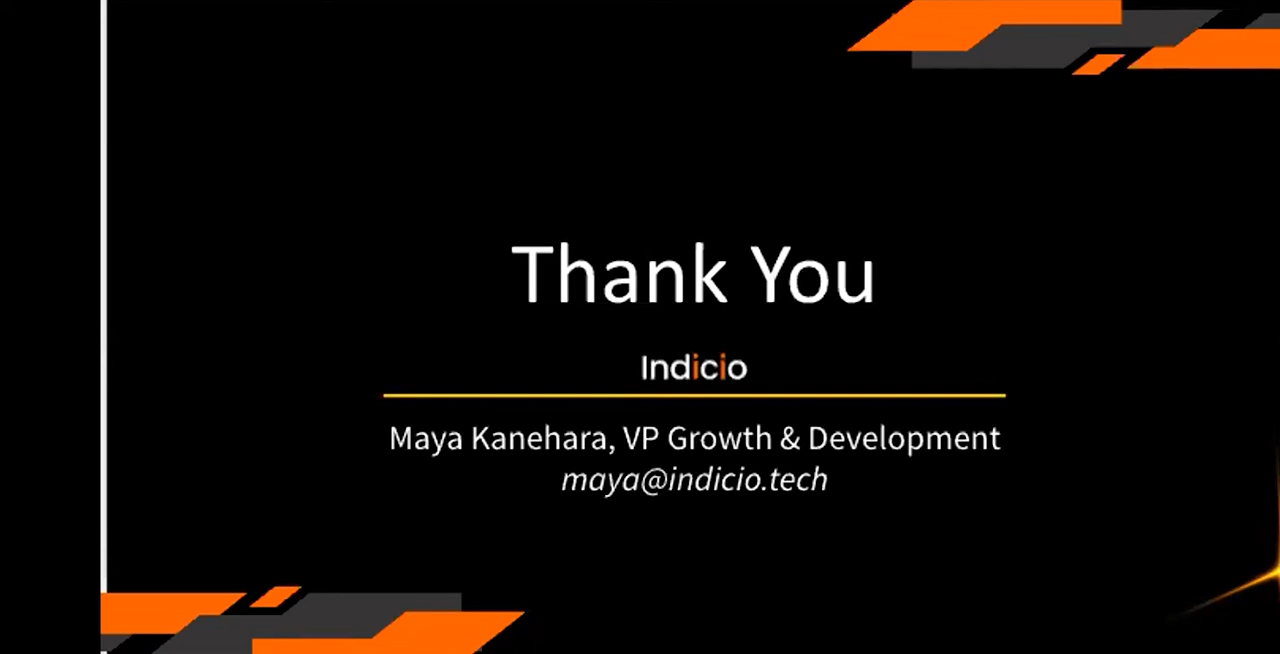 Thank You
Indicio
Maya Kanehara, VP Growth & Development
maya@indicio.tech